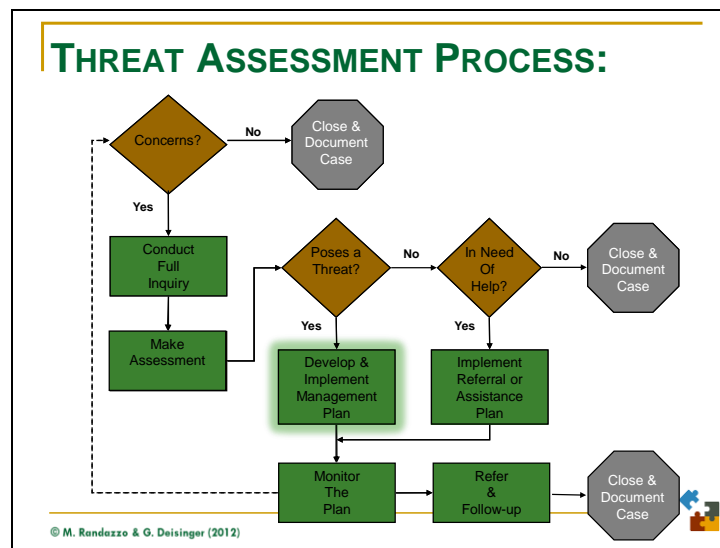 THREAT ASSESSMENT PROCESS:
Concerns?
No
Close &
Document
Case
Yes
Conduct
Full
Inquiry
Make
Assessment
Poses a
Threat?
No
In Need
Of
Help?
No
Close &
Document
Case
Yes
Yes
Develop &
Implement
Management
Plan
Implement
Referral or
Assistance
Plan
Monitor
The
Plan
Refer
&
Follow-up
Close &
Document
Case
© M. Randazzo & G. Deisinger (2012)